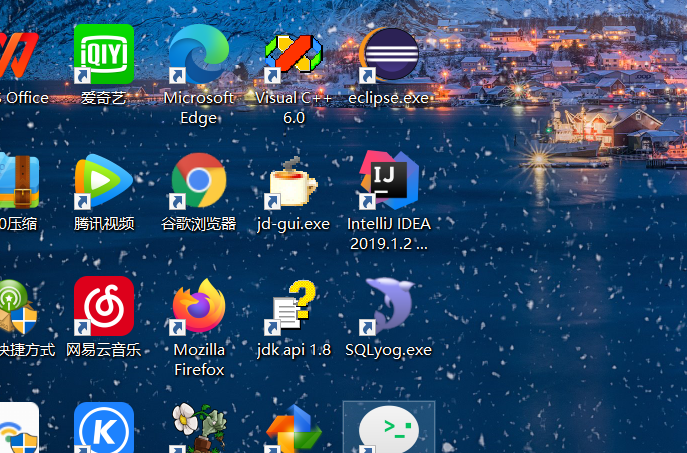 Office
爱奇艺
Microsoft
Edge
Visual C++
6.0
eclipse.exe
0压缩
腾讯视频
谷歌浏览器
jd-gui.exe
IntelliJ IDEA
2019.1.2 ...
快捷方式
网易云音乐
Mozilla
Firefox
jdk api 1.8
SQLyog.exe
iQIYI
IJ
K
>_: